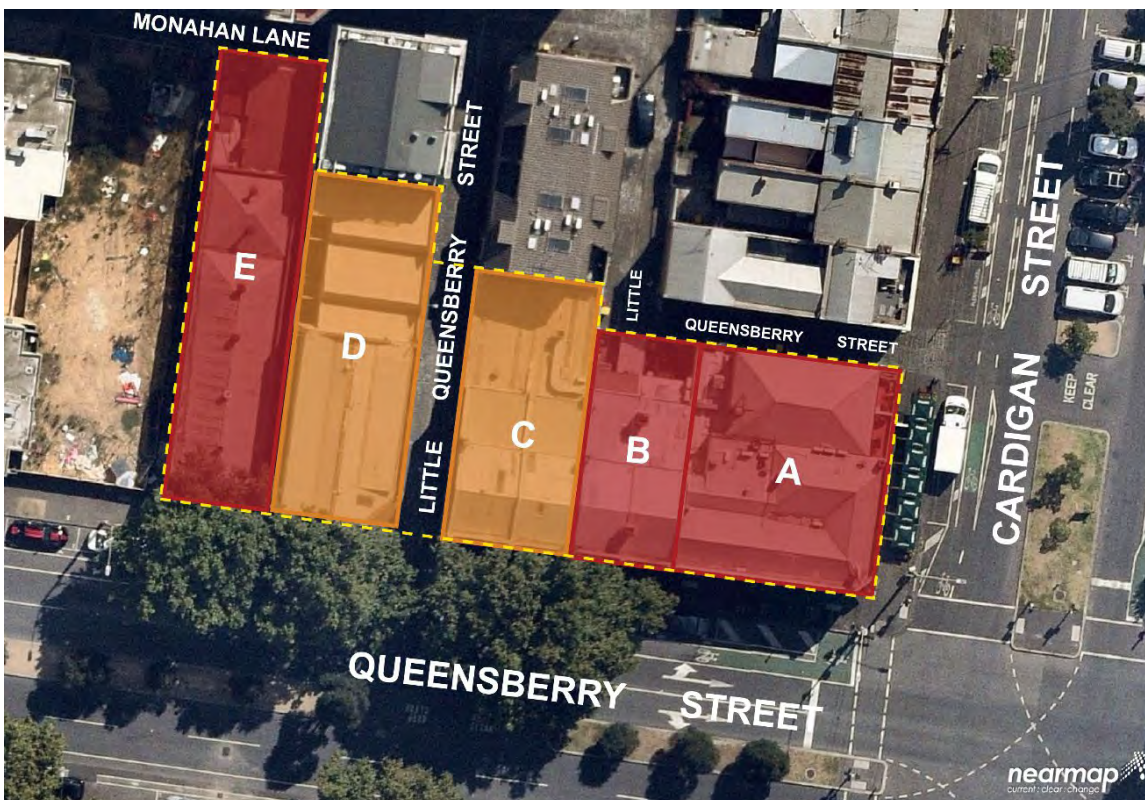 MONAHAN LANE
STREET
QUEENSBERRY
LITTLE
LITTLE
QUEENSBERRY STREET
CARDIGAN STREET
KEEP
CLEAR
E
D
C
B
A
QUEENSBERRY STREET
nearmap
current:clear:change